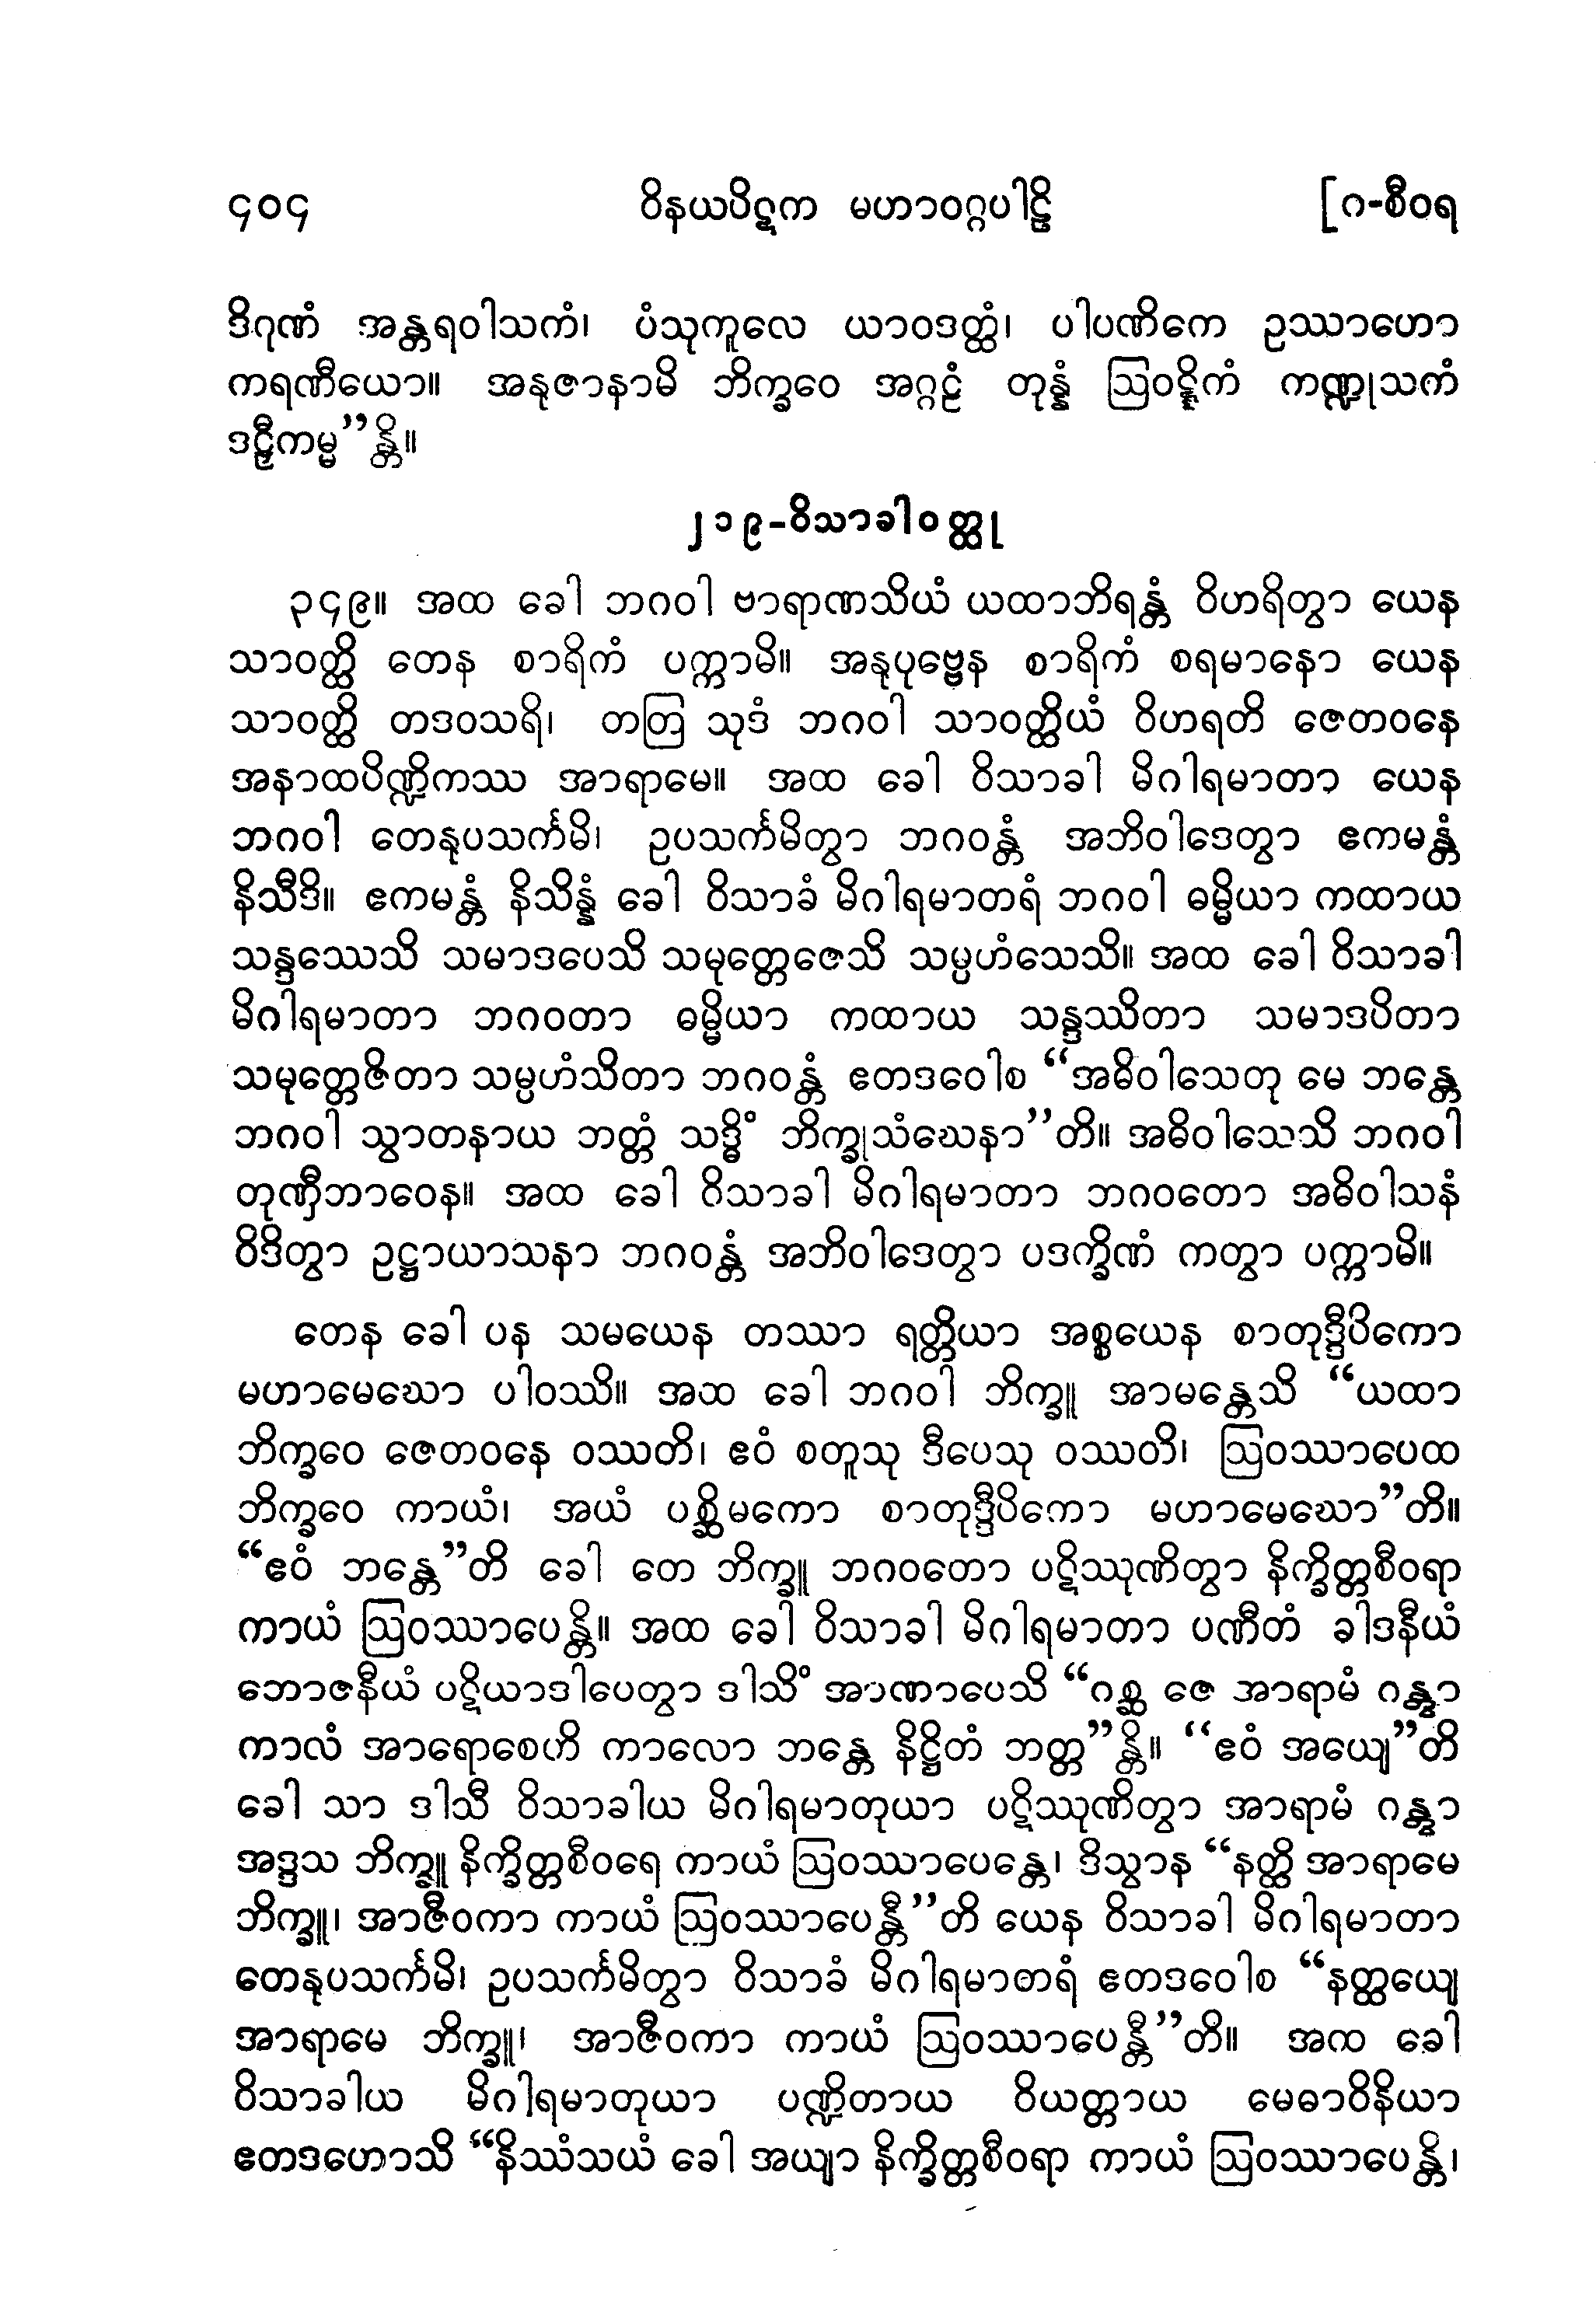 ၄၀၄ ဝိနယပိဋက မဟာဝဂ္ဂပါဠိ [ဂ-စီဝရ
ဒိဂုဏံ အန္တရဝါသကံ၊ ပံသုကူလေ ယာဝဒတ္ထံ၊ ပါပဏိကေ ဥဿာဟော
ကရဏီယော။ အနုဇာနာမိ ဘိက္ခဝေ အဂ္ဂဠံ တုန္နံ ဩဝဋ္ဋိကံ ကဏ္ဍုသကံ
ဒဠှီကမ္မ”န္တိ။
၂၁၉-ဝိသာခါဝတ္ထု
၃၄၉။ အထ ခေါ ဘဂဝါ ဗာရာဏသိယံ ယထာဘိရန္တံ ဝိဟရိတွာ ယေန
သာဝတ္ထိ တေန စာရိကံ ပက္ကာမိ။ အနုပုဗ္ဗေန စာရိကံ စရမာနော ယေန
သာဝတ္ထိ တဒဝသရိ၊ တတြ သုဒံ ဘဂဝါ သာဝတ္ထိယံ ဝိဟရတိ ဇေတဝနေ
အနာထပိဏ္ဍိကဿ အာရာမေ။ အထ ခေါ ဝိသာခါ မိဂါရမာတာ ယေန
ဘဂဝါ တေနုပသင်္ကမိ၊ ဥပသင်္ကမိတွာ ဘဂဝန္တံ အဘိဝါဒေတွာ ဧကမန္တံ
နိသီဒိ။ ဧကမန္တံ နိသိန္နံ ခေါ ဝိသာခံ မိဂါရမာတရံ ဘဂဝါ ဓမ္မိယာ ကထာယ
သန္ဒဿေသိ သမာဒပေသိ သမုတ္တေဇေသိ သမ္ပဟံသေသိ။ အထ ခေါ ဝိသာခါ
မိဂါရမာတာ ဘဂဝတာ ဓမ္မိယာ ကထာယ သန္ဒဿိတာ သမာဒပိတာ
သမုတ္တေဇိတာ သမ္ပဟံသိတာ ဘဂဝန္တံ ဧတဒဝေါစ “အဓိဝါသေတု မေ ဘန္တေ
ဘဂဝါ သွာတနာယ ဘတ္တံ သဒ္ဓိံ ဘိက္ခုသံဃေနာ”တိ။ အဓိဝါသေသိ ဘဂဝါ
တုဏှီဘာဝေန။ အထ ခေါ ဝိသာခါ မိဂါရမာတာ ဘဂဝတော အဓိဝါသနံ
ဝိဒိတွာ ဥဋ္ဌာယာသနာ ဘဂဝန္တံ အဘိဝါဒေတွာ ပဒက္ခိဏံ ကတွာ ပက္ကာမိ။
တေန ခေါ ပန သမယေန တဿာ ရတ္တိယာ အစ္စယေန စာတုဒ္ဒီပိကော
မဟာမေဃော ပါဝဿိ။ အထ ခေါ ဘဂဝါ ဘိက္ခူ အာမန္တေသိ “ယထာ
ဘိက္ခဝေ ဇေတဝနေ ဝဿတိ၊ ဧဝံ စတူသု ဒီပေသု ဝဿတိ၊ ဩဝဿာပေထ
ဘိက္ခဝေ ကာယံ၊ အယံ ပစ္ဆိမကော စာတုဒ္ဒီပိကော မဟာမေဃော”တိ။
“ဧဝံ ဘန္တေ”တိ ခေါ တေ ဘိက္ခူ ဘဂဝတော ပဋိဿုဏိတွာ နိက္ခိတ္တစီဝရာ
ကာယံ ဩဝဿာပေန္တိ။ အထ ခေါ ဝိသာခါ မိဂါရမာတာ ပဏီတံ ခါဒနီယံ
ဘောဇနီယံ ပဋိယာဒါပေတွာ ဒါသိံ အာဏာပေသိ “ဂစ္ဆ ဇေ အာရာမံ ဂန္တွာ
ကာလံ အာရောစေဟိ ကာလော ဘန္တေ နိဋ္ဌိတံ ဘတ္တ”န္တိ။ “ဧဝံ အယျေ”တိ
ခေါ သာ ဒါသီ ဝိသာခါယ မိဂါရမာတုယာ ပဋိဿုဏိတွာ အာရာမံ ဂန္တွာ
အဒ္ဒသ ဘိက္ခူ နိက္ခိတ္တစီဝရေ ကာယံ ဩဝဿာပေန္တေ၊ ဒိသွာန “နတ္ထိ အာရာမေ
ဘိက္ခူ၊ အာဇီဝကာ ကာယံ ဩဝဿာပေန္တီ”တိ ယေန ဝိသာခါ မိဂါရမာတာ
တေနုပသင်္ကမိ၊ ဥပသင်္ကမိတွာ ဝိသာခံ မိဂါရမာတရံ ဧတဒဝေါစ “နတ္ထယျေ
အာရာမေ ဘိက္ခူ၊ အာဇီဝကာ ကာယံ ဩဝဿာပေန္တီ”တိ။ အထ ခေါ
ဝိသာခါယ မိဂါရမာတုယာ ပဏ္ဍိတာယ ဝိယတ္တာယ မေဓာဝိနိယာ
ဧတဒဟောသိ “နိဿံသယံ ခေါ အယျာ နိက္ခိတ္တစီဝရာ ကာယံ ဩဝဿာပေန္တိ၊